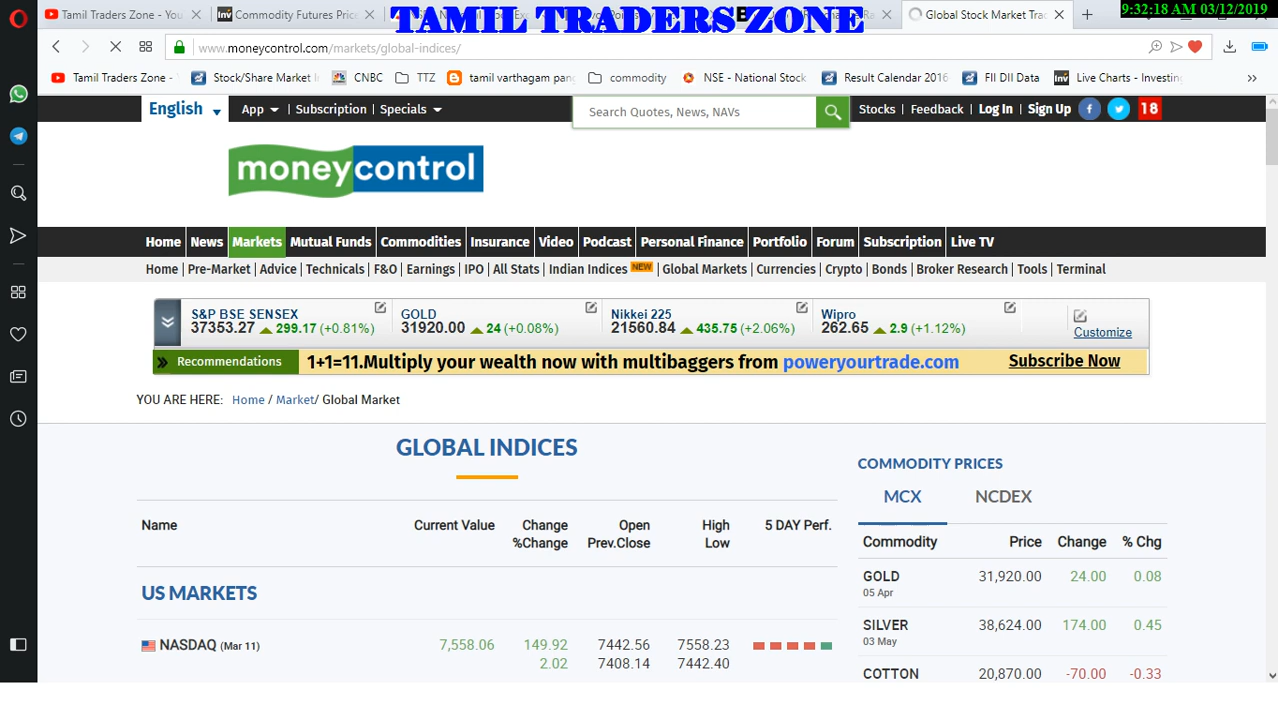 Tamil Traders Zone - You
Commodity Futures Pric
Global Stock Market Trac
TAMIL TRADERS ZONE
9:32:18 AM 03/12/2019
www.moneycontrol.com/markets/global-indices/
Tamil Traders Zone -
Stock/Share Market I
CNBC
TTZ
tamil varthagam pang
commodity
NSE - National Stock
Result Calendar 2016
FII DII Data
Live Charts - Investin
English
App
Subscription
Specials
Search Quotes, News, NAVs
Stocks | Feedback | Log In | Sign Up
18
moneycontrol
Home News Markets Mutual Funds Commodities Insurance Video Podcast Personal Finance Portfolio Forum Subscription Live TV
Home | Pre-Market | Advice | Technicals | F&O | Earnings | IPO | All Stats | Indian Indices NEW | Global Markets | Currencies | Crypto | Bonds | Broker Research | Tools | Terminal
S&P BSE SENSEX
37353.27 299.17 (+0.81%)
GOLD
31920.00 24 (+0.08%)
Nikkei 225
21560.84 435.75 (+2.06%)
Wipro
262.65 2.9 (+1.12%)
Customize
Recommendations
1+1=11.Multiply your wealth now with multibaggers from poweryourtrade.com
Subscribe Now
YOU ARE HERE: Home / Market/ Global Market
GLOBAL INDICES
Name Current Value Change Open High 5 DAY Perf.
%Change Prev.Close Low
US MARKETS
NASDAQ (Mar 11) 7,558.06 149.92 7442.56 7558.23
2.02 7408.14 7442.40
COMMODITY PRICES
MCX NCDEX
Commodity Price Change % Chg
GOLD 31,920.00 24.00 0.08
05 Apr
SILVER 38,624.00 174.00 0.45
03 May
COTTON 20,870.00 -70.00 -0.33